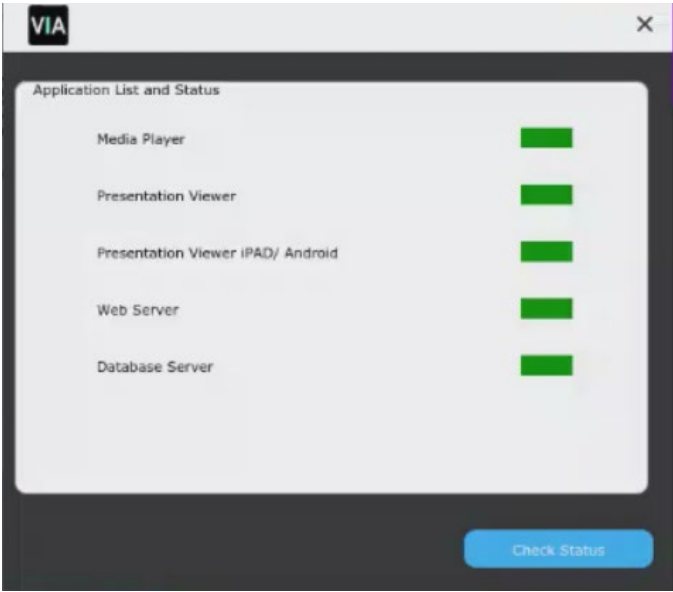 VIA
Application List and Status
Media Player
Presentation Viewer
Presentation Viewer iPAD/ Android
Web Server
Database Server
Check Status